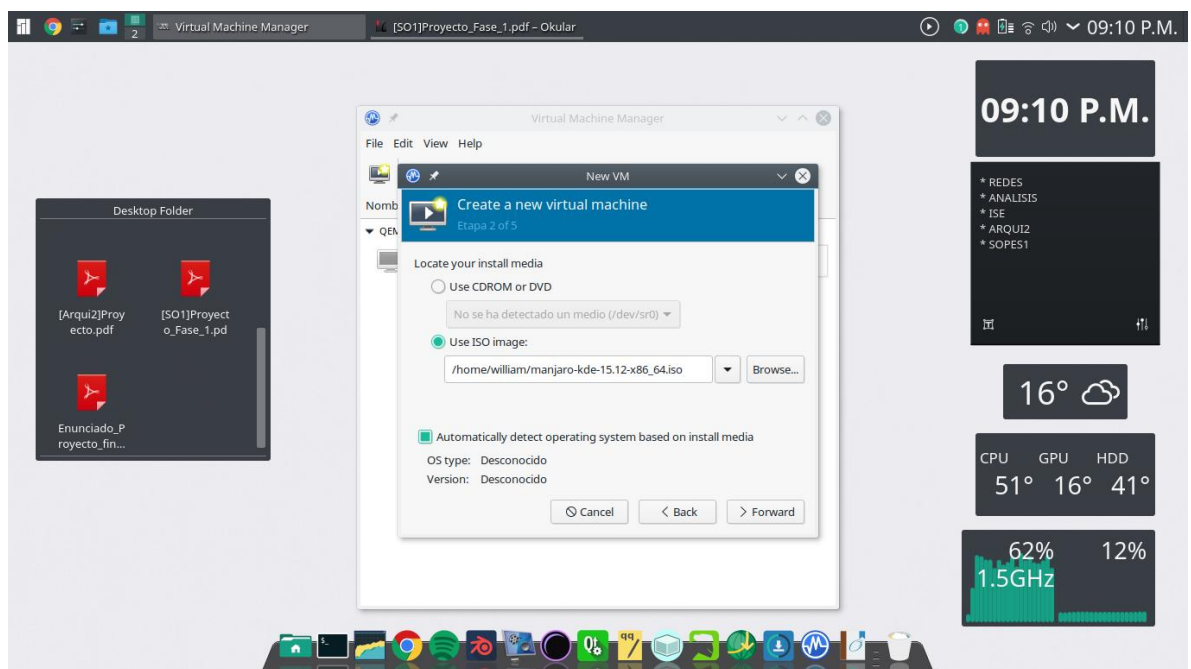 2
Virtual Machine Manager
[SO1]Proyecto_Fase_1.pdf – Okular
09:10 P.M.
Virtual Machine Manager
File Edit View Help
Nomb
QEM
New VM
Create a new virtual machine
Etapa 2 of 5
Locate your install media
Use CDROM or DVD
No se ha detectado un medio (/dev/sr0)
Use ISO image:
/home/william/manjaro-kde-15.12-x86_64.iso
Browse...
Automatically detect operating system based on install media
OS type: Desconocido
Version: Desconocido
Cancel
< Back
> Forward
Desktop Folder
[Arqui2]Proy
ecto.pdf
[SO1]Proyect
o_Fase_1.pd
Enunciado_P
royecto_fin...
09:10 P.M.
* REDES
* ANALISIS
* ISE
* ARQUI2
* SOPES1
16°
CPU GPU HDD
51° 16° 41°
62% 12%
1.5GHz
qq